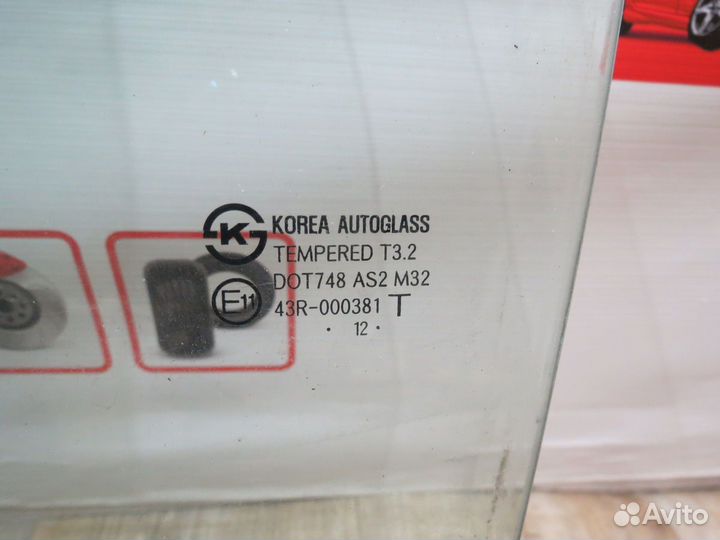 K KOREA AUTOGLASS
TEMPERED T3.2
DOT748 AS2 M32
E11 43R-000381 T
· 12 ·
Avito